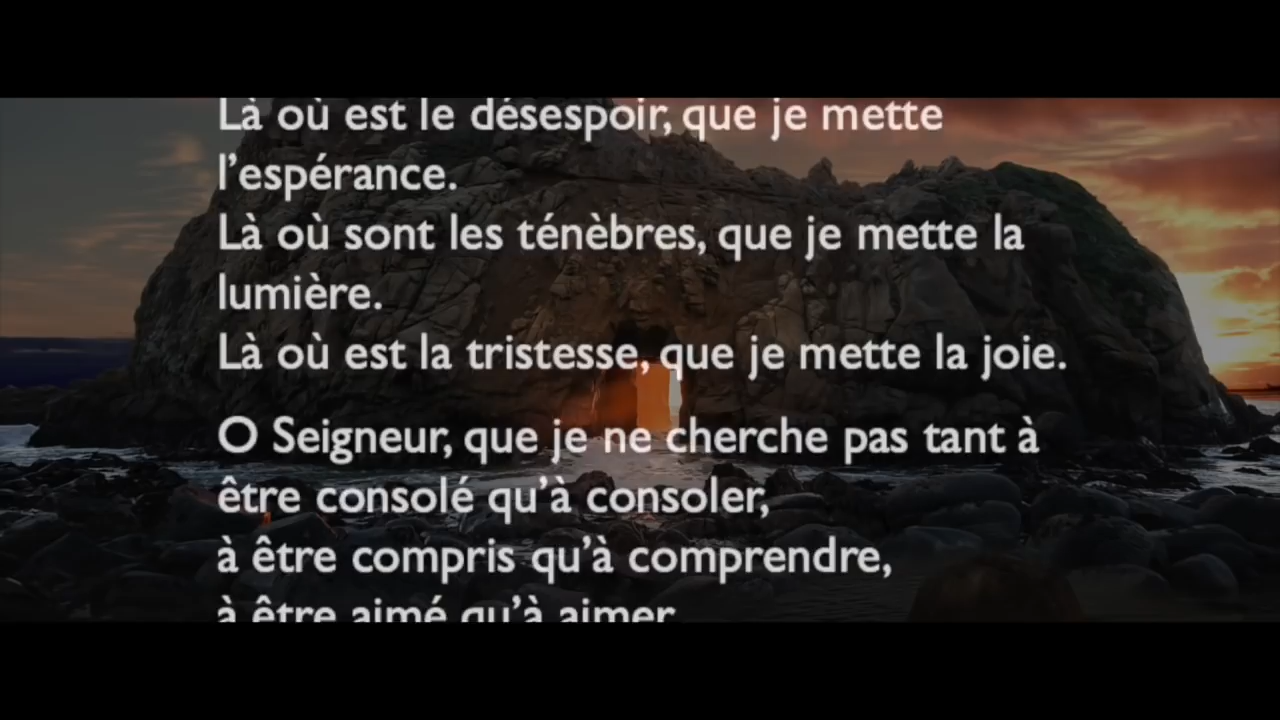 Là où est le désespoir, que je mette
l’espérance.
Là où sont les ténèbres, que je mette la
lumière.
Là où est la tristesse, que je mette la joie.
O Seigneur, que je ne cherche pas tant à
être consolé qu’à consoler,
à être compris qu’à comprendre,
à être aimé qu’à aimer